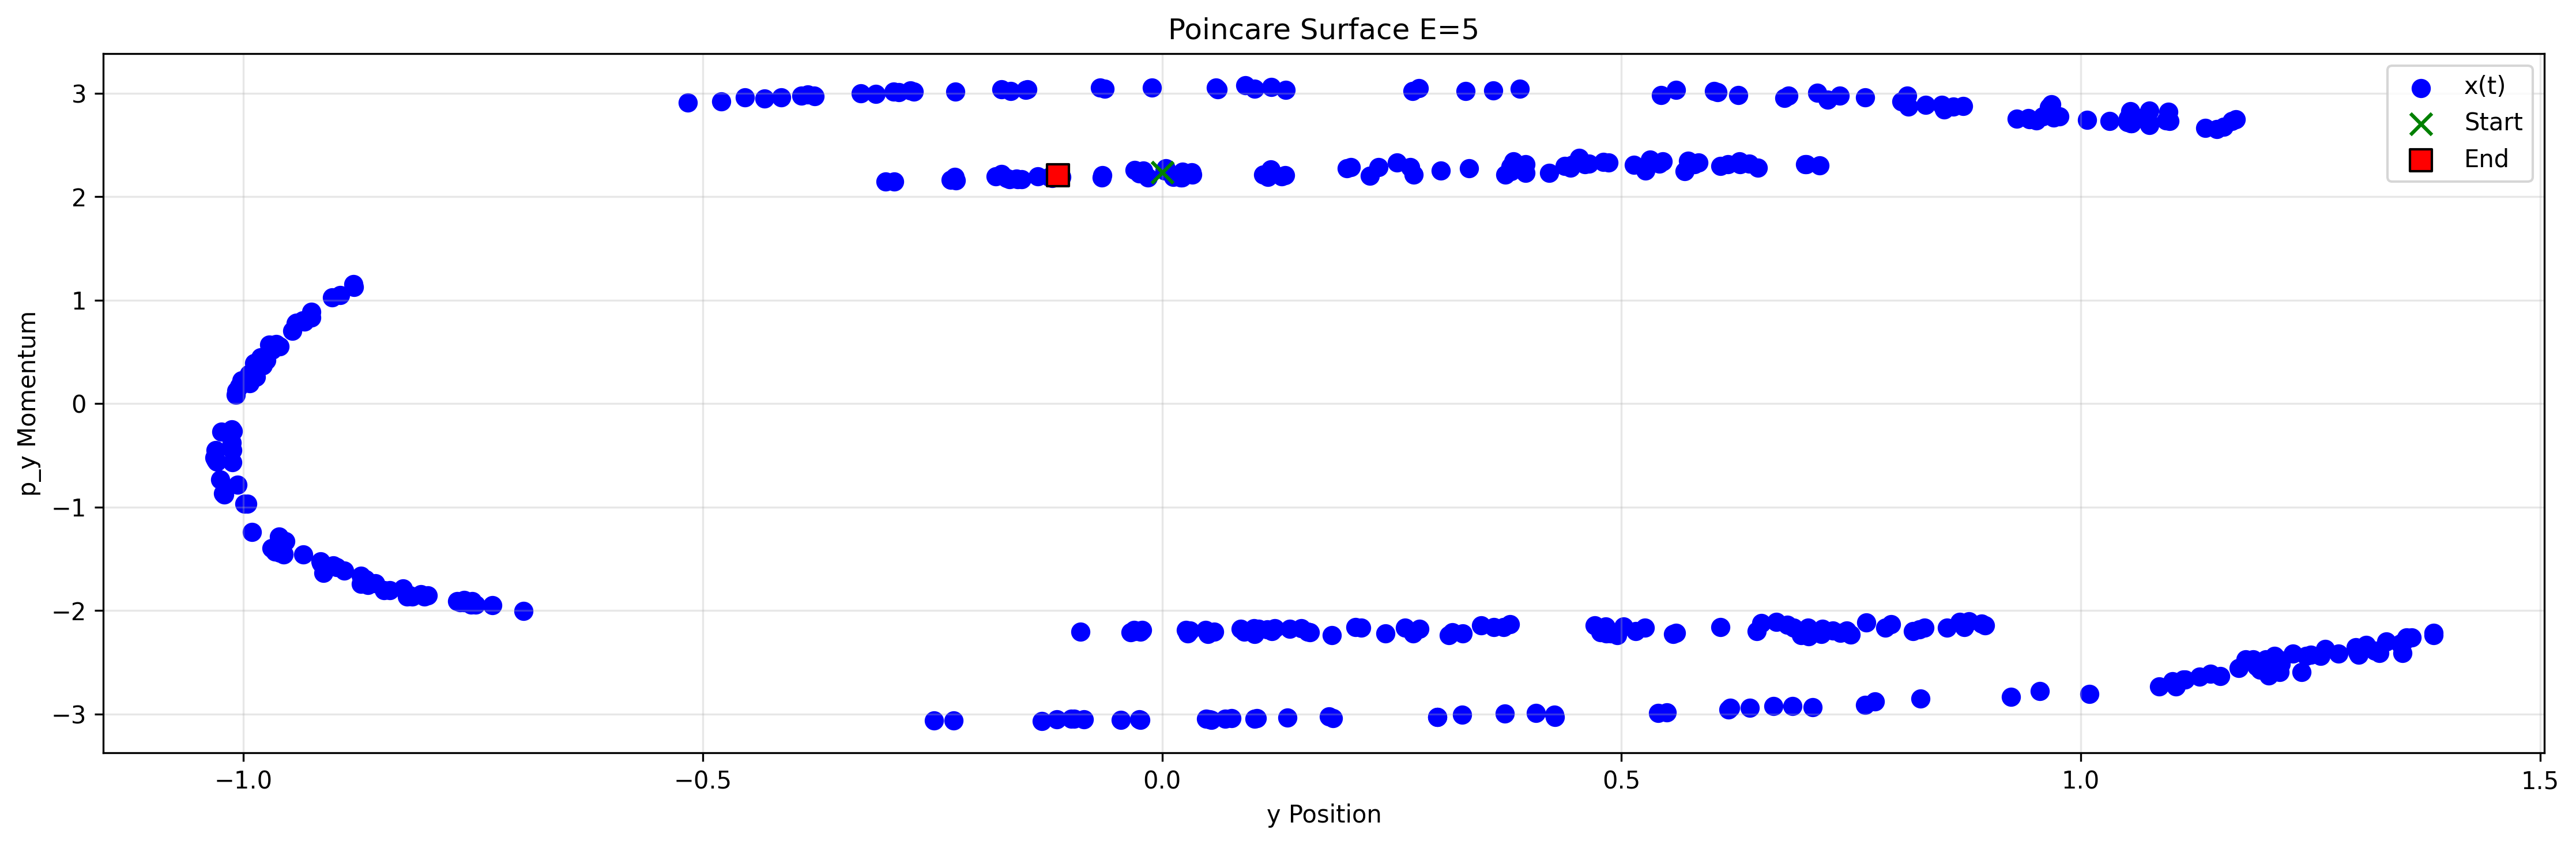 Poincare Surface E=5
x(t)
Start
End
3
2
1
0
−1
−2
−3
p_y Momentum
−1.0
−0.5
0.0
0.5
1.0
1.5
y Position